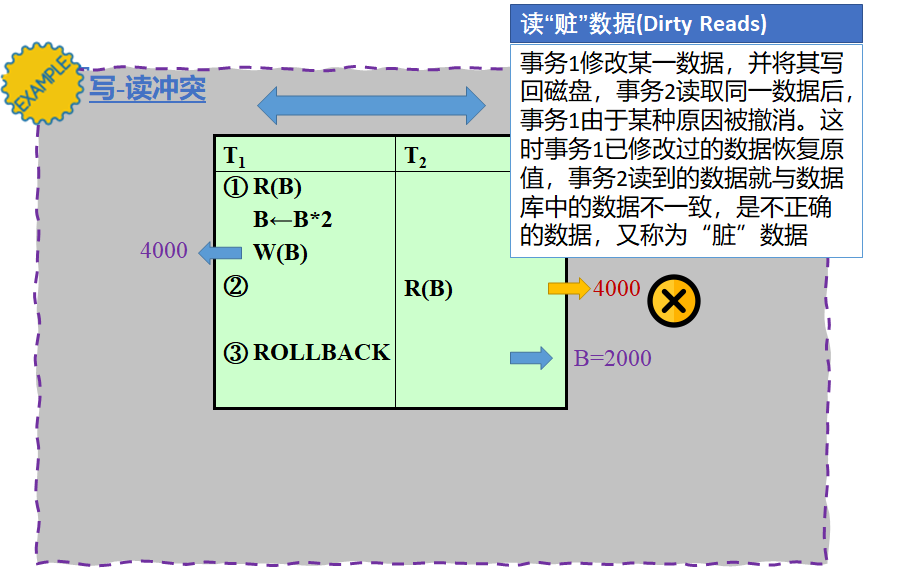 读“脏”数据(Dirty Reads)
事务1修改某一数据，并将其写
回磁盘，事务2读取同一数据后，
事务1由于某种原因被撤消。这
时事务1已修改过的数据恢复原
值，事务2读到的数据就与数据
库中的数据不一致，是不正确
的数据，又称为“脏”数据
EXAMPLE
写-读冲突
T1 T2
① R(B)
B←B*2
4000 W(B)
② R(B) 4000
③ ROLLBACK B=2000